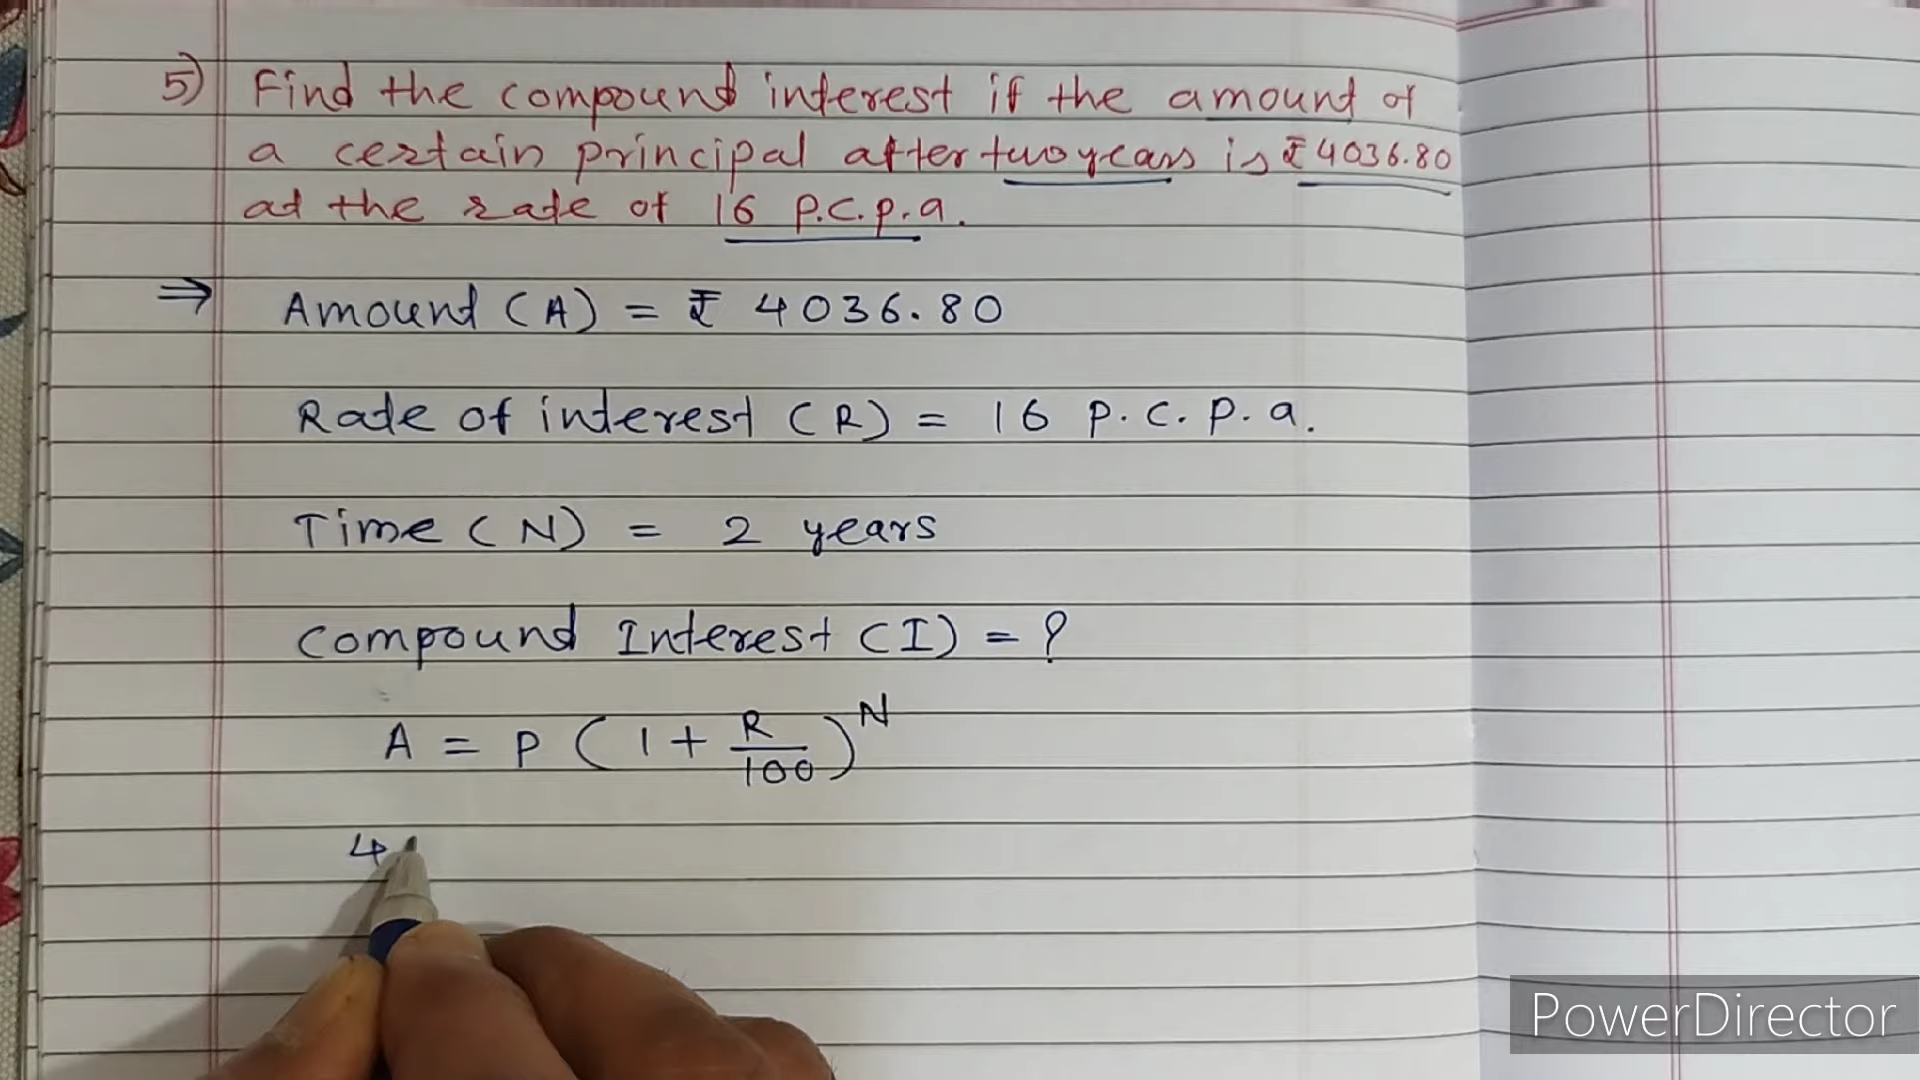 5) Find the compound interest if the amount of
a certain principal after two years is ₹ 4036.80
at the rate of 16 p.c.p.a.
⇒ Amount (A) = ₹ 4036.80
Rate of interest (R) = 16 p.c.p.a.
Time (N) = 2 years
Compound Interest (I) = ?
A = P (1 + R/100)^N
4
PowerDirector